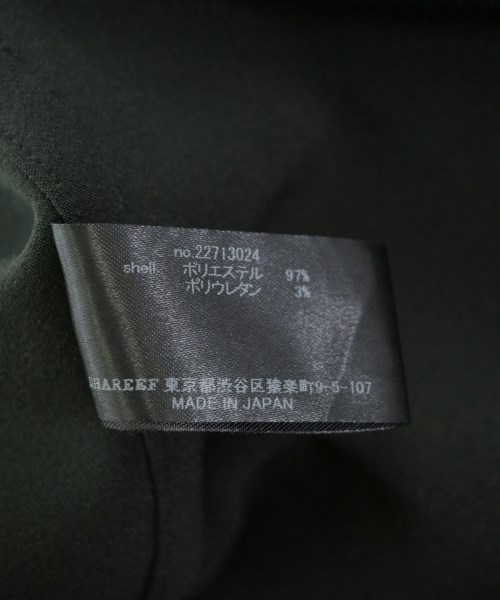 no.22713024
shell ポリエステル 97%
ポリウレタン 3%
SHAREEF 東京都渋谷区猿楽町9-5-107
MADE IN JAPAN